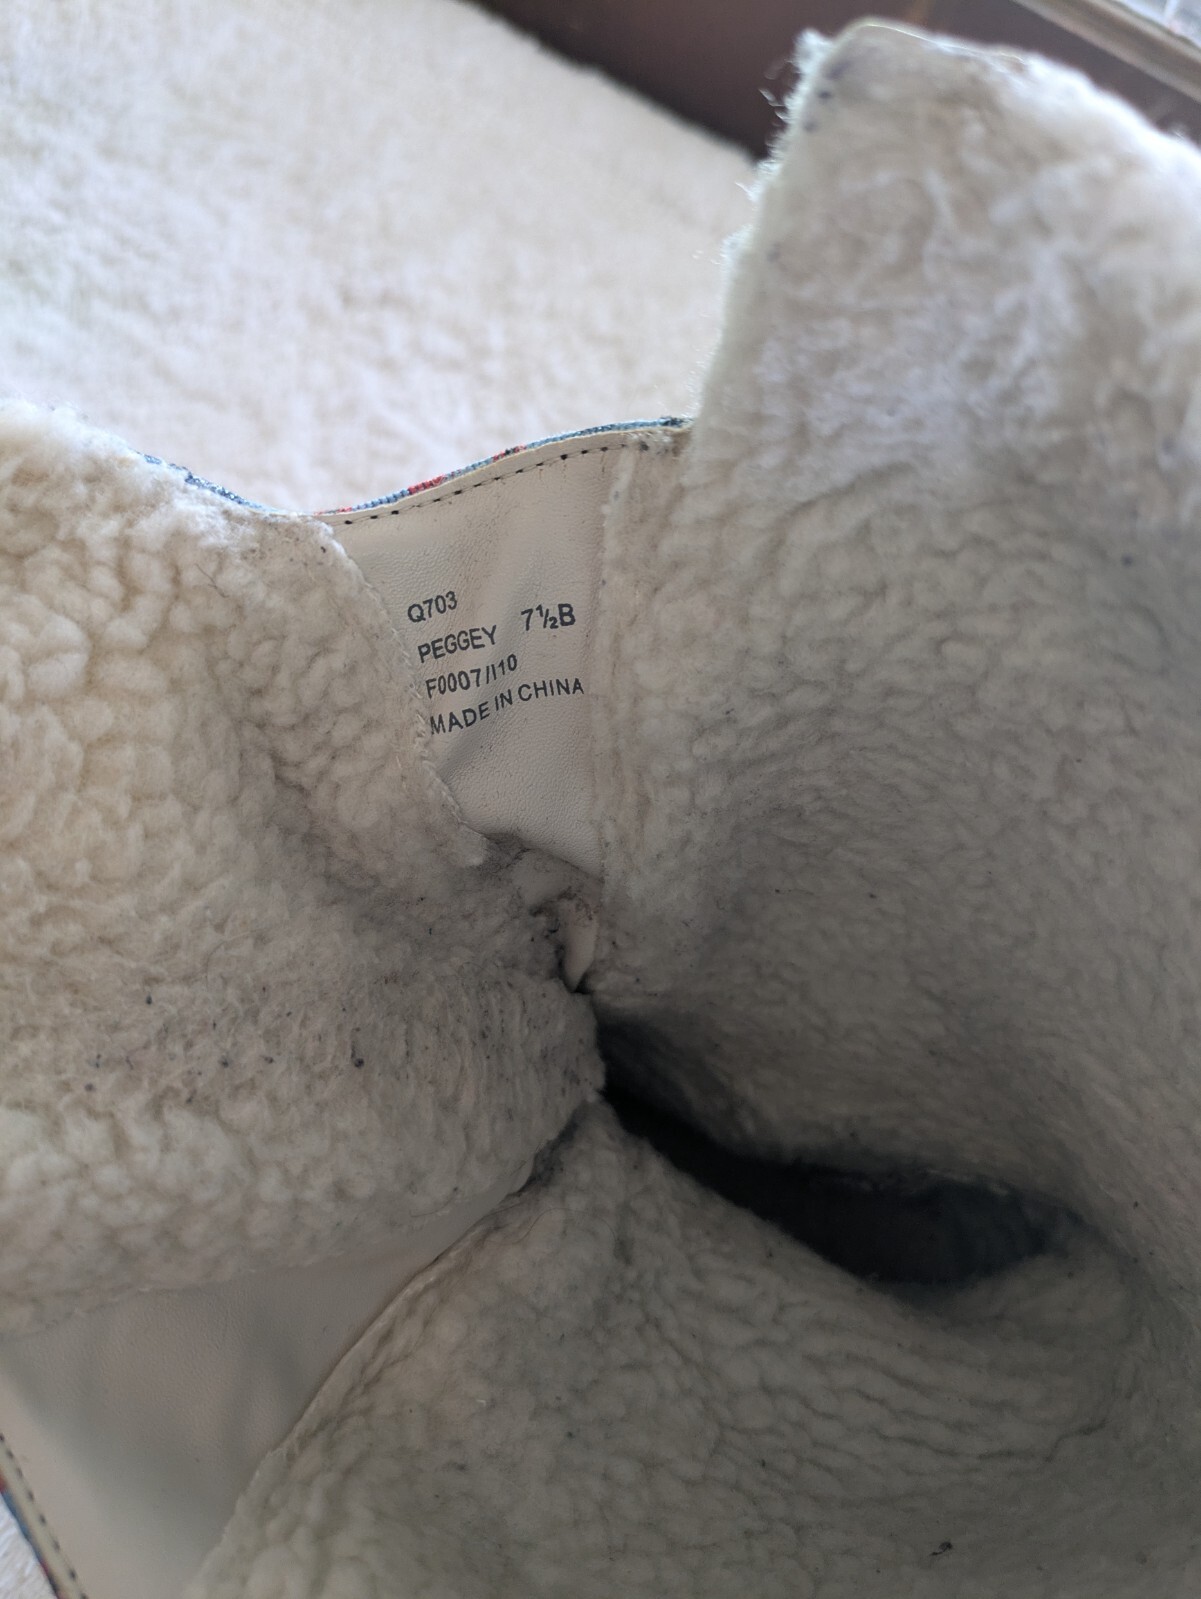 Q703
PEGGEY 7½B
F0007/I10
MADE IN CHINA